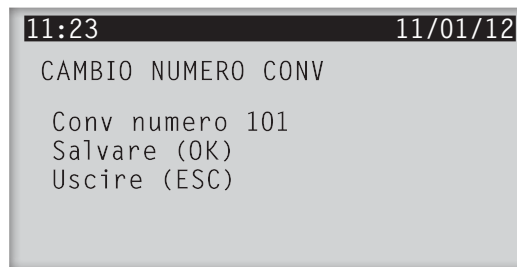 11:23 11/01/12
CAMBIO NUMERO CONV
Conv numero 101
Salvare (OK)
Uscire (ESC)